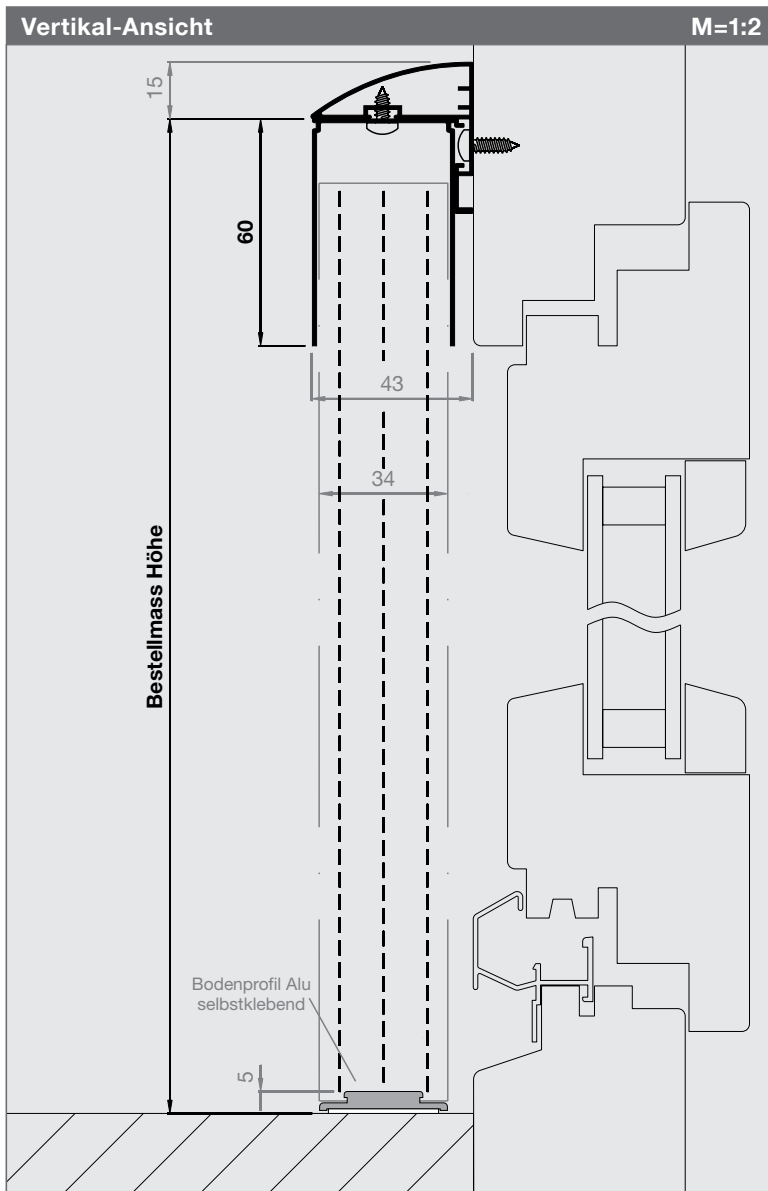 Vertikal-Ansicht M=1:2
15
60
43
34
Bestellmass Höhe
Bodenprofil Alu
selbstklebend
5